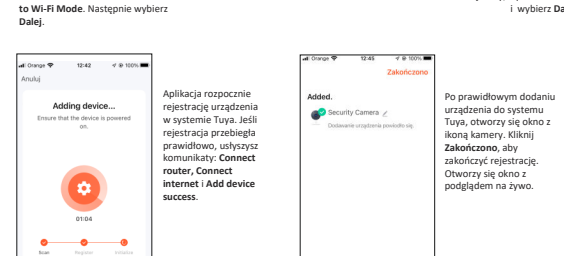 to Wi-Fi Mode. Następnie wybierz
Dalej.
i wybierz Da
Orange 12:42 100%
Anuluj
Adding device...
Ensure that the device is powered
on.
01:04
Scan Register Initialize
Aplikacja rozpocznie
rejestrację urządzenia
w systemie Tuya. Jeśli
rejestracja przebiegła
prawidłowo, usłyszysz
komunikaty: Connect
router, Connect
internet i Add device
success.
Orange 12:45 100%
Zakończono
Added.
Security Camera
Dodawanie urządzenia powiodło się.
Po prawidłowym dodaniu
urządzenia do systemu
Tuya, otworzy się okno z
ikoną kamery. Kliknij
Zakończono, aby
zakończyć rejestrację.
Otworzy się okno z
podglądem na żywo.